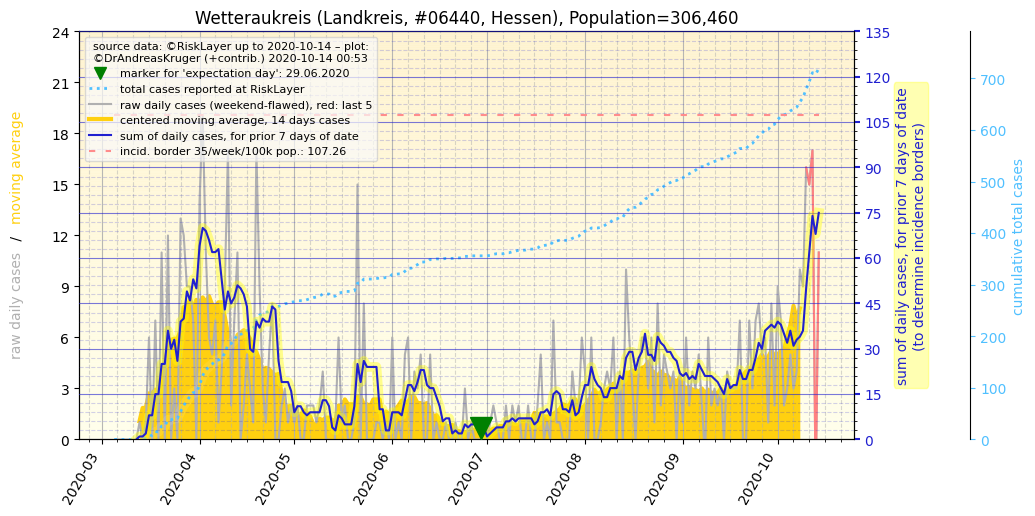 Wetteraukreis (Landkreis, #06440, Hessen), Population=306,460
source data: ©RiskLayer up to 2020-10-14 – plot:
©DrAndreasKruger (+contrib.) 2020-10-14 00:53
marker for 'expectation day': 29.06.2020
total cases reported at RiskLayer
raw daily cases (weekend-flawed), red: last 5
centered moving average, 14 days cases
sum of daily cases, for prior 7 days of date
incid. border 35/week/100k pop.: 107.26
raw daily cases / moving average
24
21
18
15
12
9
6
3
0
135
120
105
90
75
60
45
30
15
0
sum of daily cases, for prior 7 days of date
(to determine incidence borders)
700
600
500
400
300
200
100
0
cumulative total cases
2020-03
2020-04
2020-05
2020-06
2020-07
2020-08
2020-09
2020-10